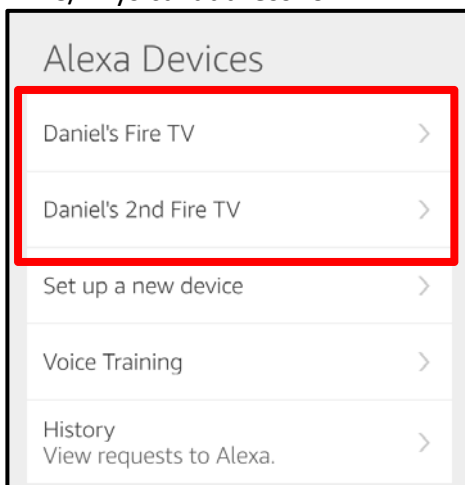 Alexa Devices
Daniel's Fire TV
Daniel's 2nd Fire TV
Set up a new device
Voice Training
History
View requests to Alexa.